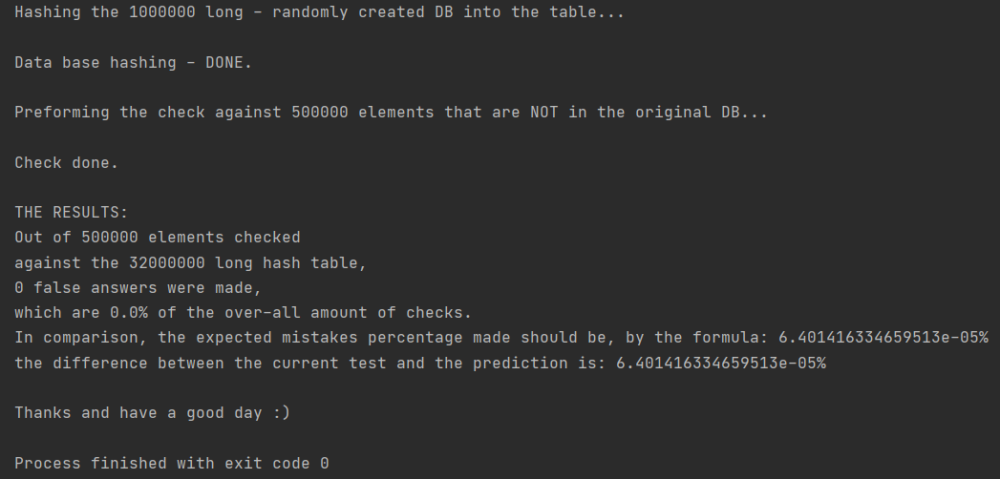 Hashing the 1000000 long - randomly created DB into the table...
Data base hashing - DONE.
Preforming the check against 500000 elements that are NOT in the original DB...
Check done.
THE RESULTS:
Out of 500000 elements checked
against the 32000000 long hash table,
0 false answers were made,
which are 0.0% of the over-all amount of checks.
In comparison, the expected mistakes percentage made should be, by the formula: 6.401416334659513e-05%
the difference between the current test and the prediction is: 6.401416334659513e-05%
Thanks and have a good day :)
Process finished with exit code 0